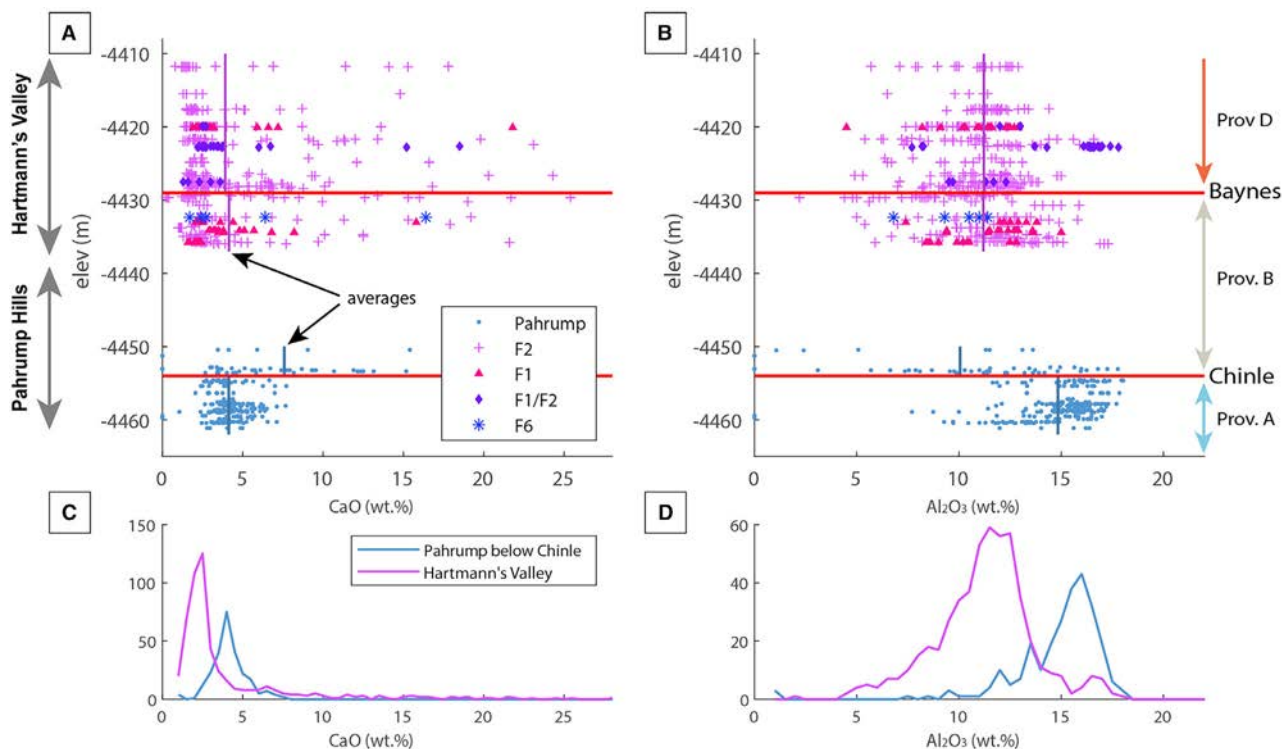 A
B
Hartmann's Valley
Pahrump Hills
elev (m)
-4410
-4420
-4430
-4440
-4450
-4460
averages
Pahrump
F2
F1
F1/F2
F6
0 5 10 15 20 25
CaO (wt.%)
elev (m)
-4410
-4420
-4430
-4440
-4450
-4460
Prov D
Baynes
Prov. B
Chinle
Prov. A
0 5 10 15 20
Al₂O₃ (wt.%)
C
150
100
50
0
Pahrump below Chinle
Hartmann's Valley
0 5 10 15 20 25
CaO (wt.%)
D
60
40
20
0
0 5 10 15 20
Al₂O₃ (wt.%)